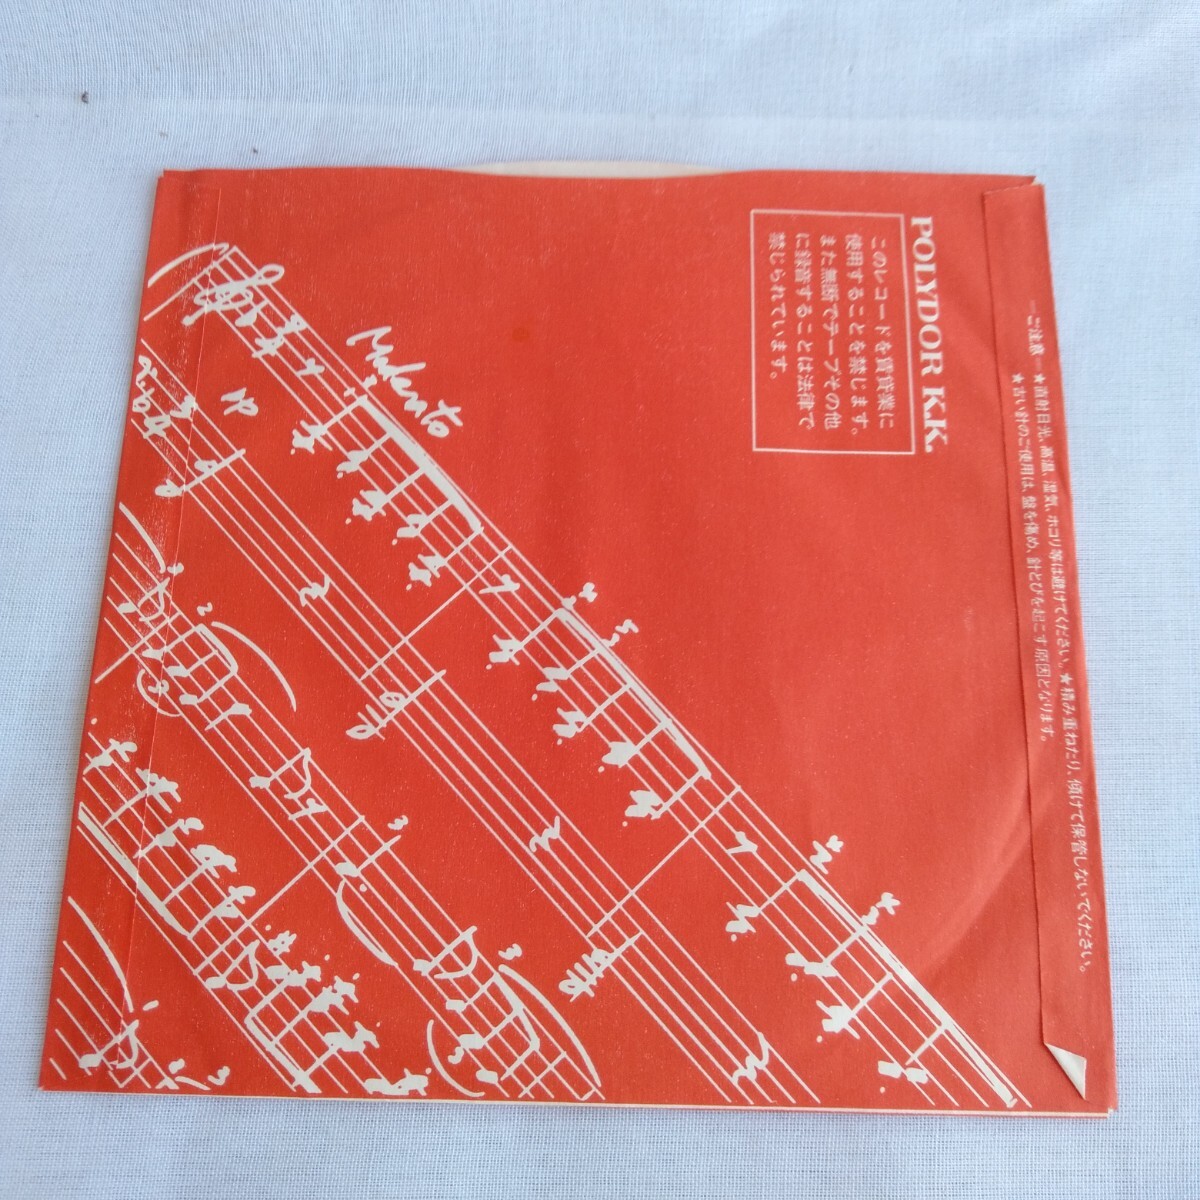 POLYDOR K.K.
このレコードを賃貸業に
使用することを禁じます。
また無断でテープその他
に録音することは法律で
禁じられています。
ご注意 ★直射日光、高温、湿気、ホコリ等は避けてください。★積み重ねたり、傾けて保管しないでください。
★古い針のご使用は、盤を傷め、針とびを起こす原因となります。